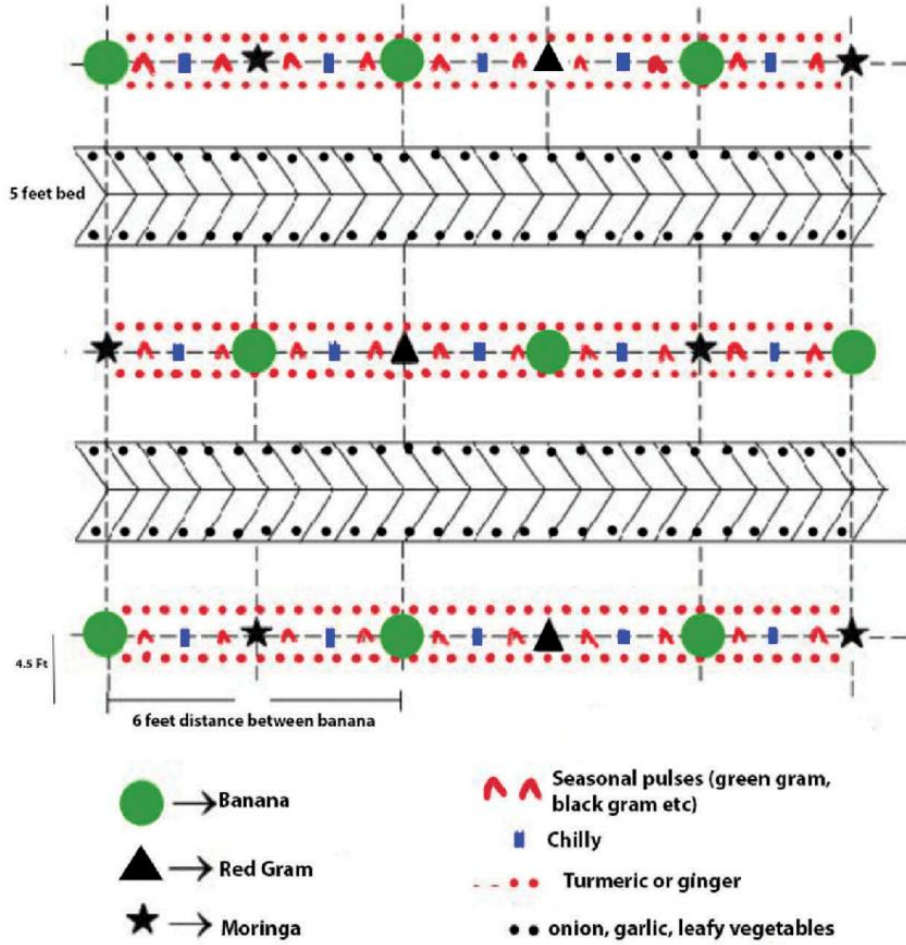 5 feet bed
4.5 Ft
6 feet distance between banana
Banana
Red Gram
Moringa
Seasonal pulses (green gram,
black gram etc)
Chilly
Turmeric or ginger
onion, garlic, leafy vegetables